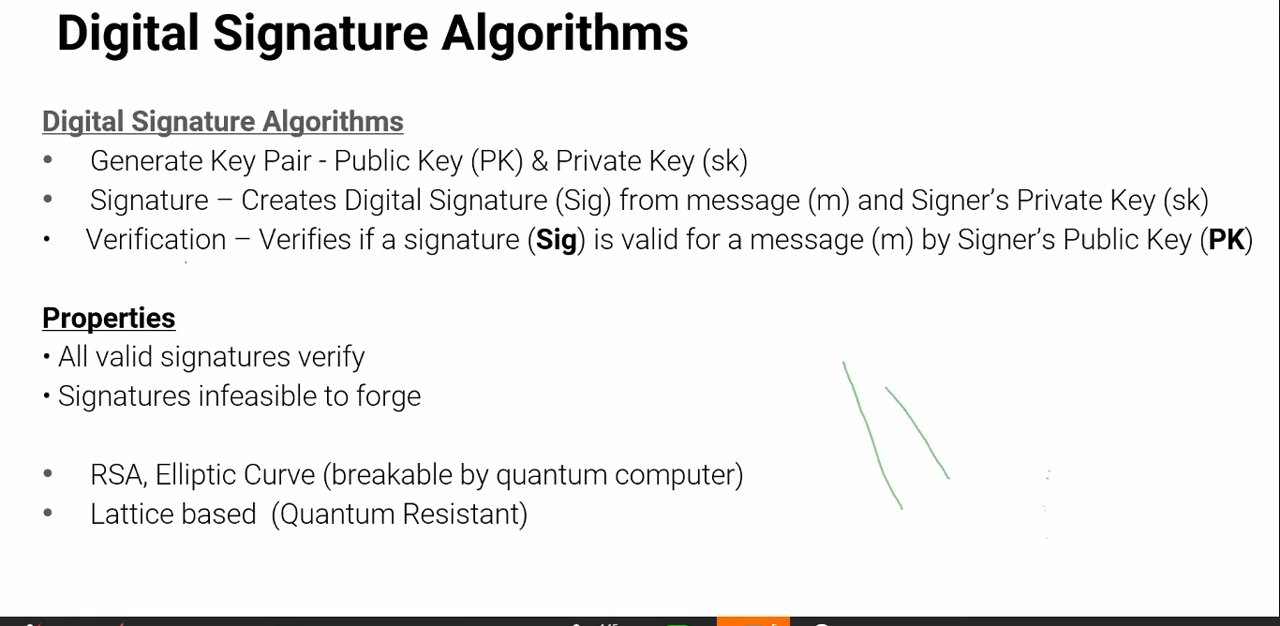 Digital Signature Algorithms
Digital Signature Algorithms
• Generate Key Pair - Public Key (PK) & Private Key (sk)
• Signature – Creates Digital Signature (Sig) from message (m) and Signer’s Private Key (sk)
• Verification – Verifies if a signature (Sig) is valid for a message (m) by Signer’s Public Key (PK)
Properties
• All valid signatures verify
• Signatures infeasible to forge
• RSA, Elliptic Curve (breakable by quantum computer)
• Lattice based (Quantum Resistant)